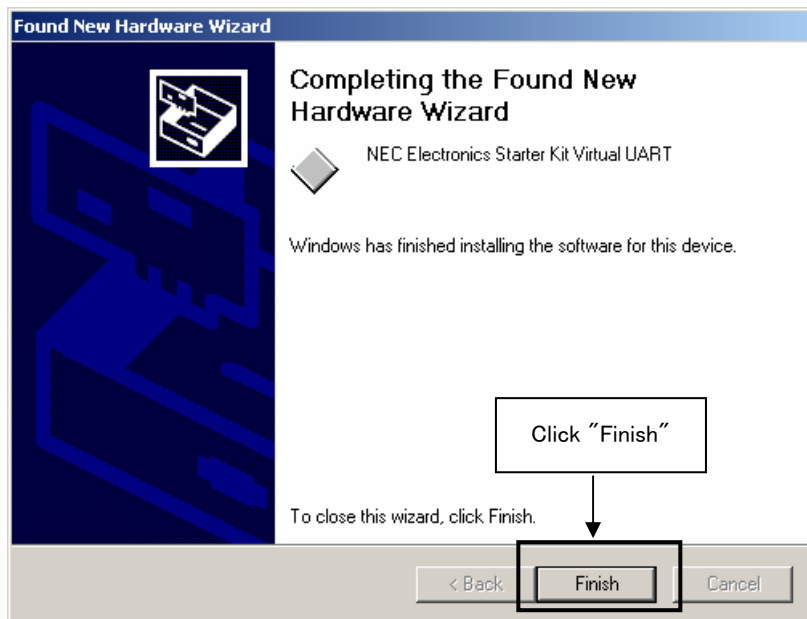 Found New Hardware Wizard
Completing the Found New
Hardware Wizard
NEC Electronics Starter Kit Virtual UART
Windows has finished installing the software for this device.
Click "Finish"
To close this wizard, click Finish.
< Back
Finish
Cancel